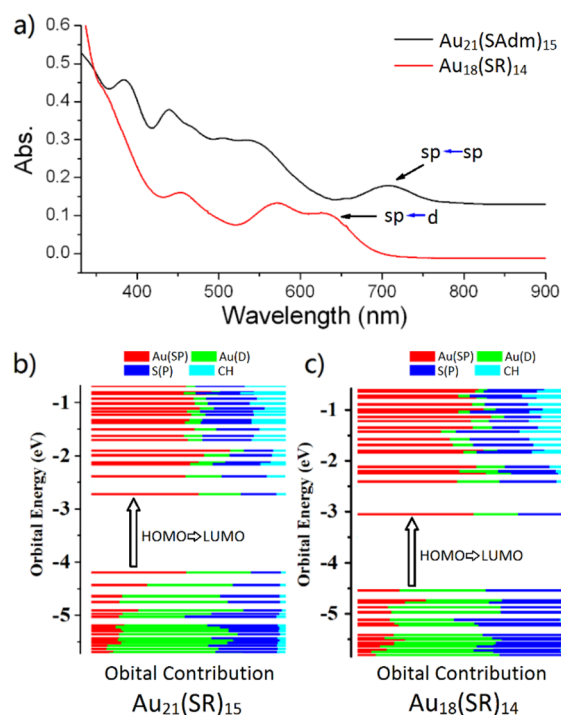 a)
Au21(SAdm)15
Au18(SR)14
sp sp
sp d
Abs.
0.6
0.5
0.4
0.3
0.2
0.1
0.0
400 500 600 700 800 900
Wavelength (nm)
b)
Au(SP) Au(D)
S(P) CH
Orbital Energy (eV)
-1
-2
-3
-4
-5
HOMO⇨LUMO
Obital Contribution
Au21(SR)15
c)
Au(SP) Au(D)
S(P) CH
Orbital Energy (eV)
-1
-2
-3
-4
-5
HOMO⇨LUMO
Obital Contribution
Au18(SR)14